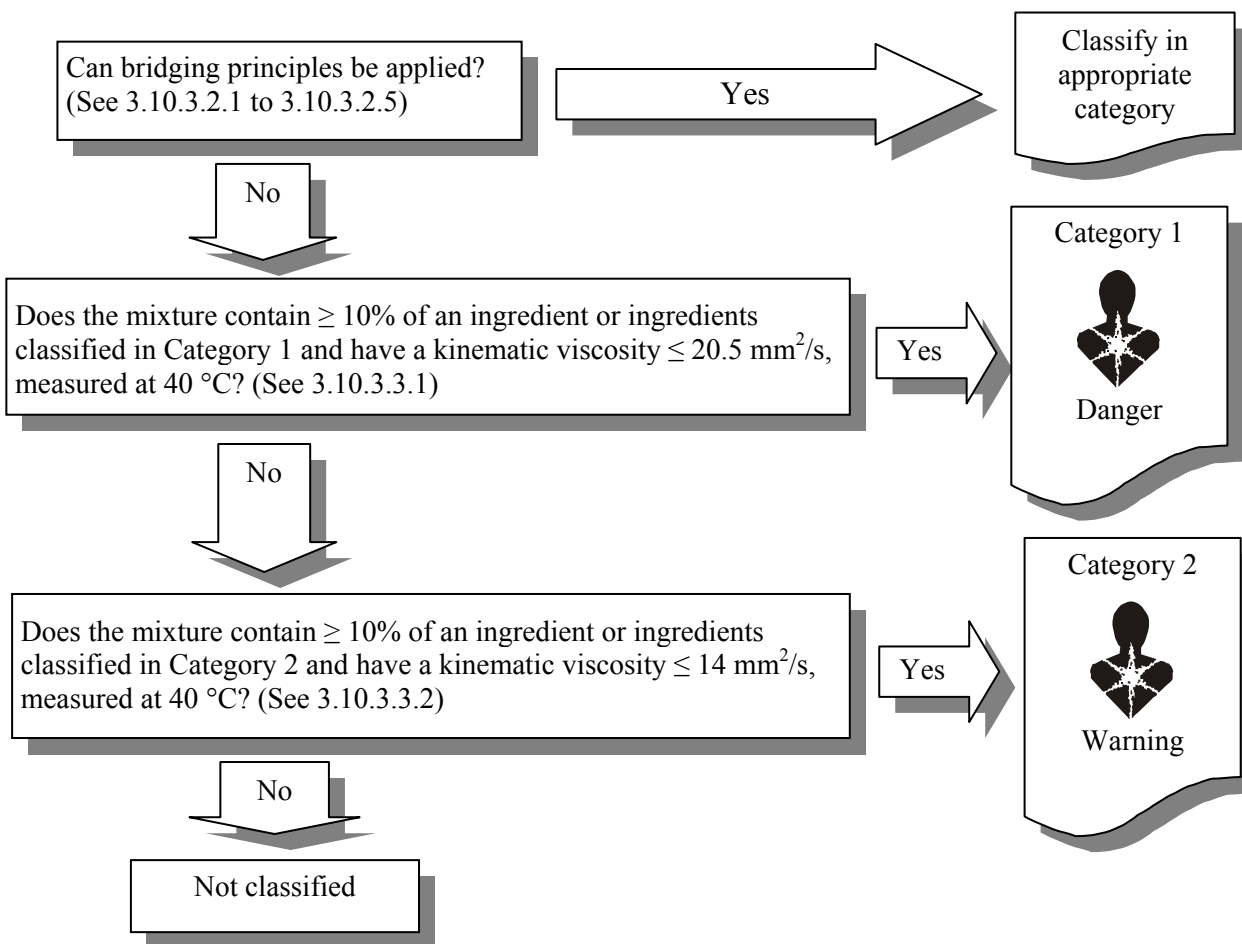 Can bridging principles be applied?
(See 3.10.3.2.1 to 3.10.3.2.5)
Yes
Classify in
appropriate
category
No
Does the mixture contain ≥ 10% of an ingredient or ingredients
classified in Category 1 and have a kinematic viscosity ≤ 20.5 mm²/s,
measured at 40 °C? (See 3.10.3.3.1)
Yes
Category 1
Danger
No
Does the mixture contain ≥ 10% of an ingredient or ingredients
classified in Category 2 and have a kinematic viscosity ≤ 14 mm²/s,
measured at 40 °C? (See 3.10.3.3.2)
Yes
Category 2
Warning
No
Not classified